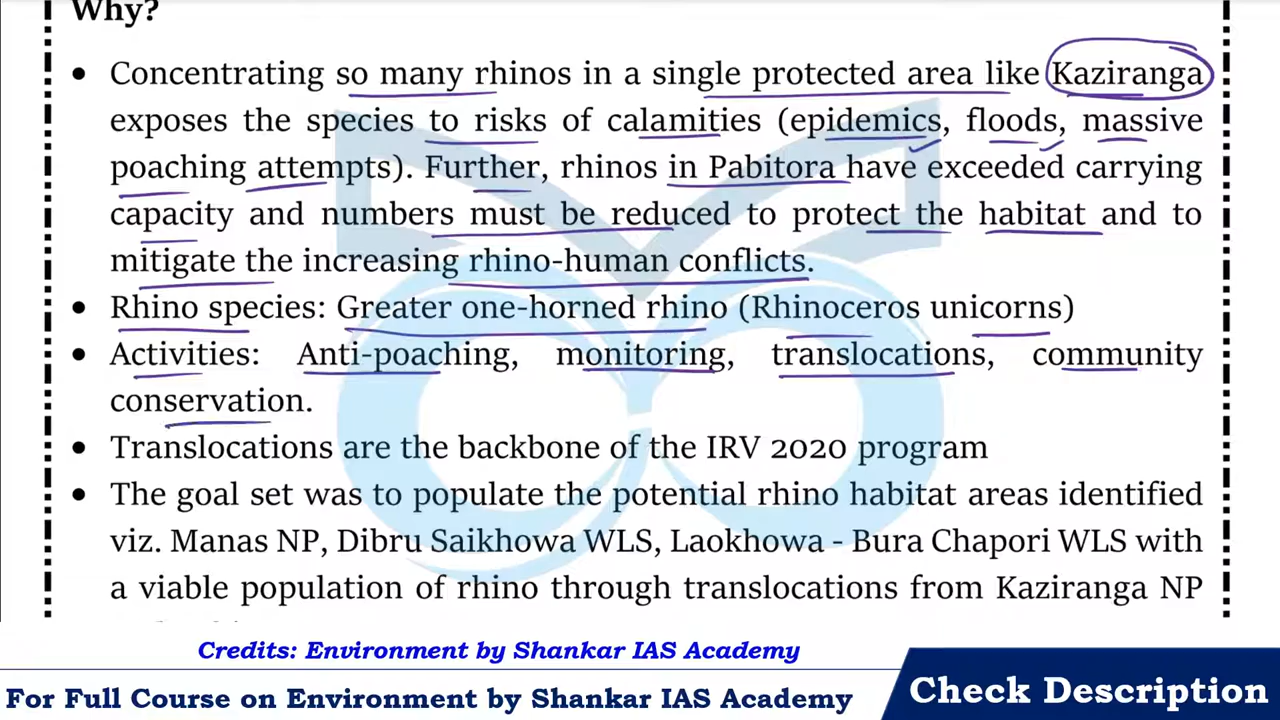 Why?
• Concentrating so many rhinos in a single protected area like Kaziranga
exposes the species to risks of calamities (epidemics, floods, massive
poaching attempts). Further, rhinos in Pabitora have exceeded carrying
capacity and numbers must be reduced to protect the habitat and to
mitigate the increasing rhino-human conflicts.
• Rhino species: Greater one-horned rhino (Rhinoceros unicorns)
• Activities: Anti-poaching, monitoring, translocations, community
conservation.
• Translocations are the backbone of the IRV 2020 program
• The goal set was to populate the potential rhino habitat areas identified
viz. Manas NP, Dibru Saikhowa WLS, Laokhowa - Bura Chapori WLS with
a viable population of rhino through translocations from Kaziranga NP
Credits: Environment by Shankar IAS Academy
For Full Course on Environment by Shankar IAS Academy
Check Description